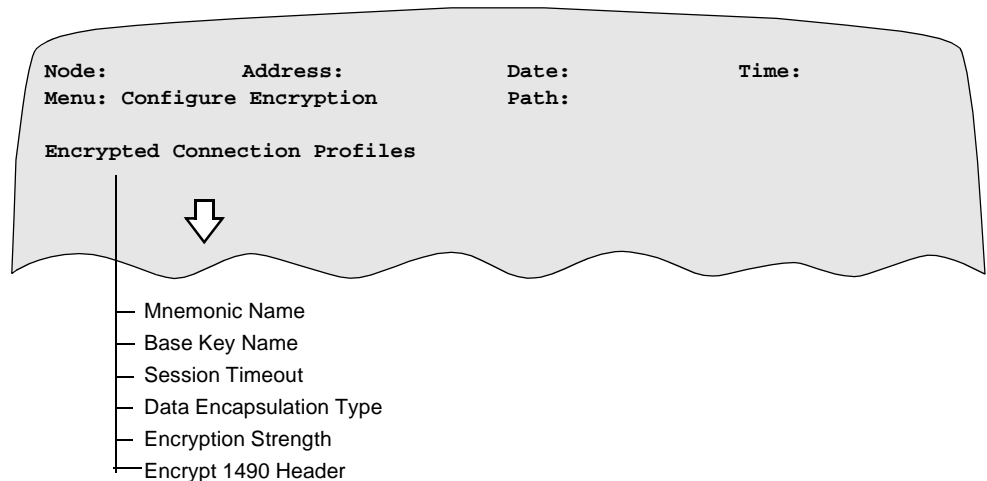 Node: Address: Date: Time:
Menu: Configure Encryption Path:
Encrypted Connection Profiles
Mnemonic Name
Base Key Name
Session Timeout
Data Encapsulation Type
Encryption Strength
Encrypt 1490 Header